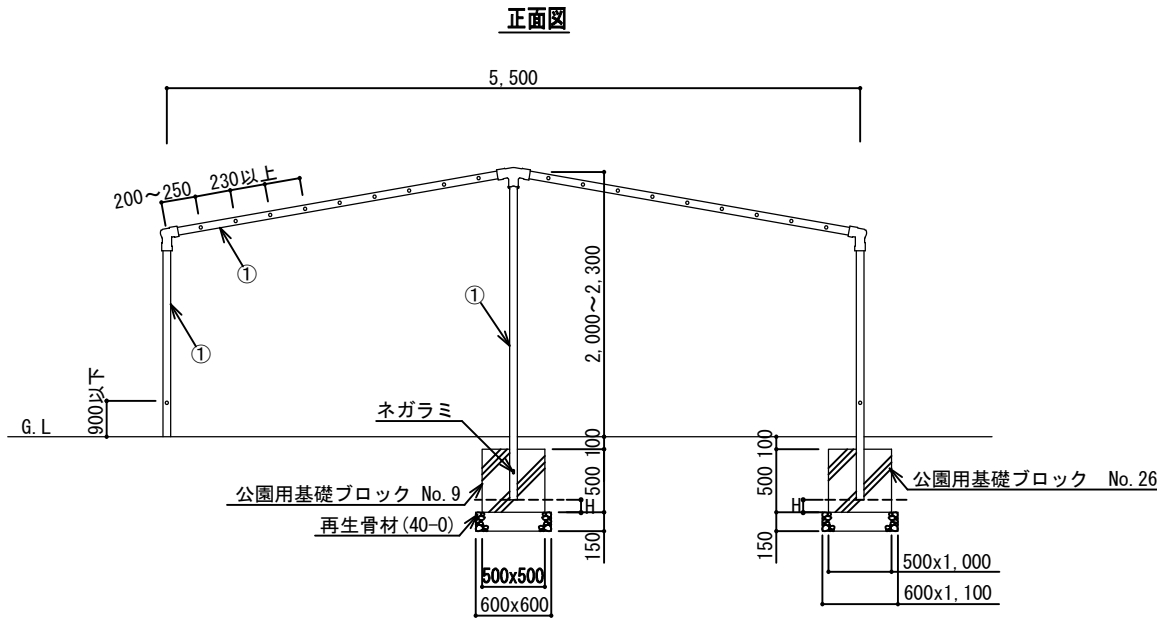 正面図
5,500
200～250
230以上
①
①
①
2,000～2,300
900以下
G.L
ネガラミ
100
500
H
150
100
500
H
150
公園用基礎ブロック No.9
公園用基礎ブロック No.26
再生骨材(40-0)
500x500
600x600
500x1,000
600x1,100